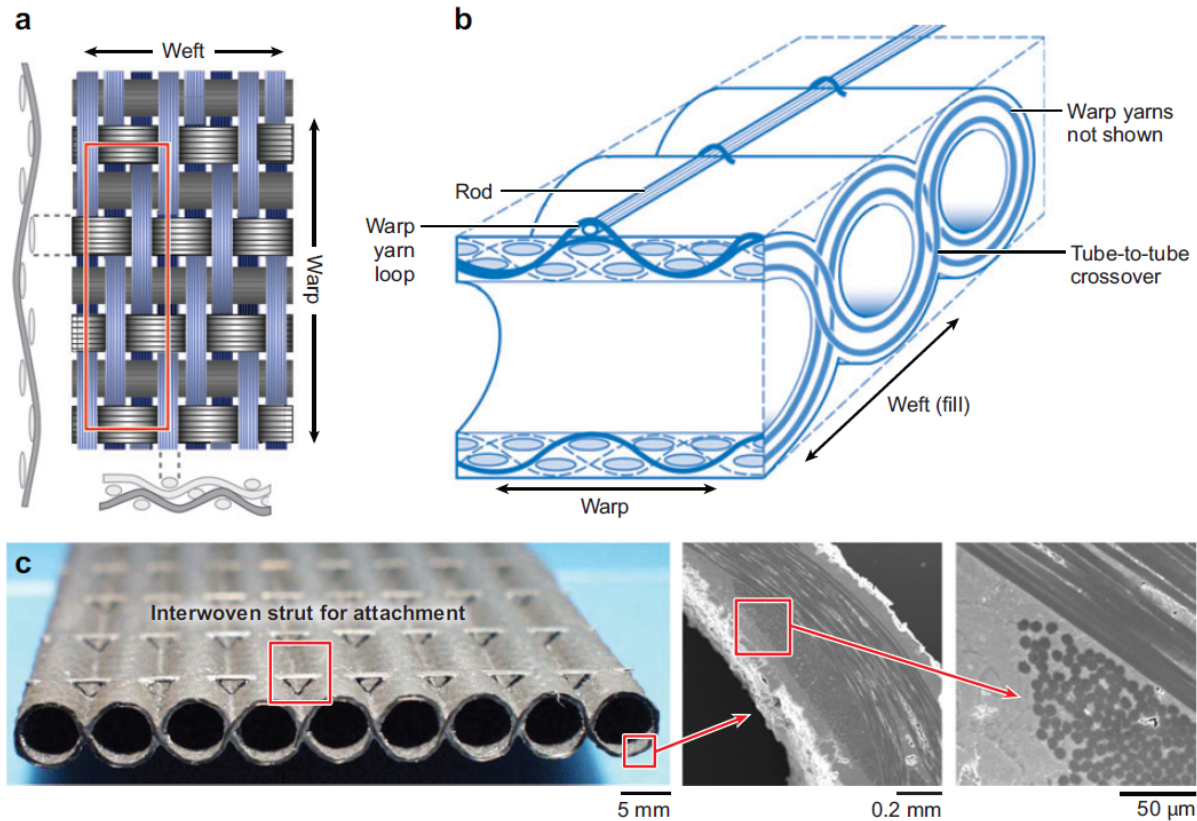 a
Weft
Warp
b
Rod
Warp
yarn
loop
Warp yarns
not shown
Tube-to-tube
crossover
Weft (fill)
Warp
c
Interwoven strut for attachment
5 mm
0.2 mm
50 µm